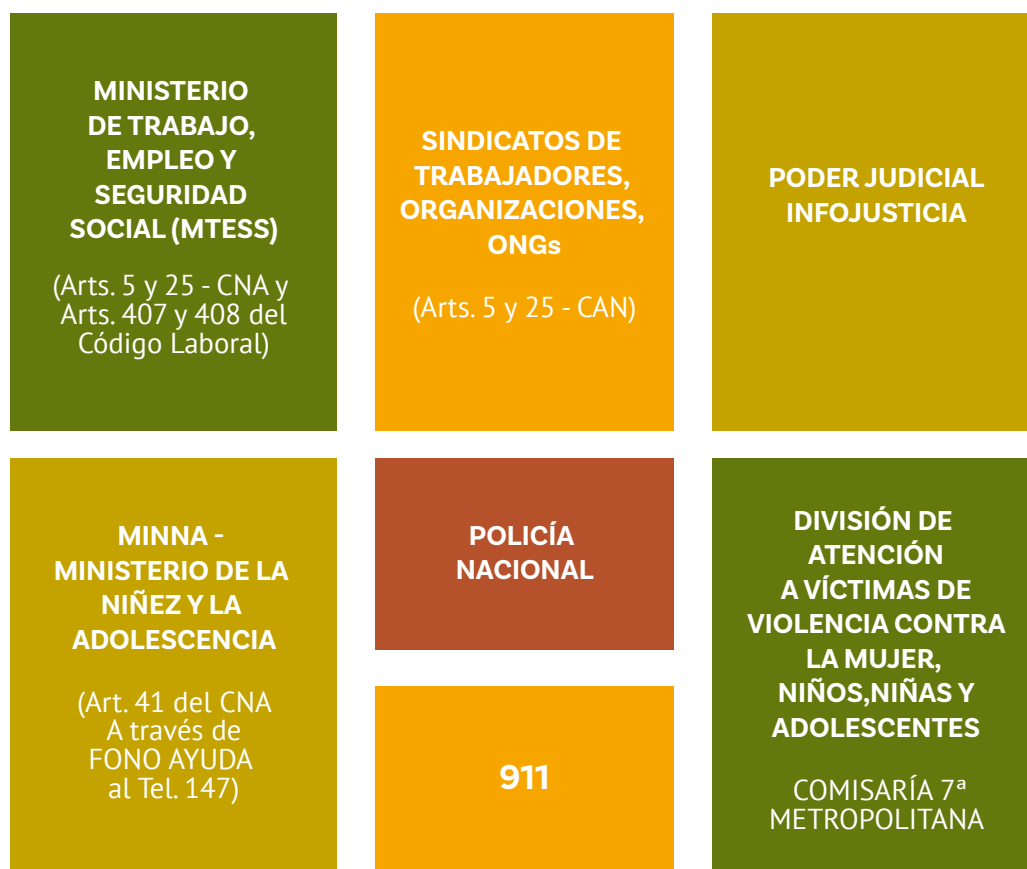 MINISTERIO
DE TRABAJO,
EMPLEO Y
SEGURIDAD
SOCIAL (MTESS)
(Arts. 5 y 25 - CNA y
Arts. 407 y 408 del
Código Laboral)
SINDICATOS DE
TRABAJADORES,
ORGANIZACIONES,
ONGs
(Arts. 5 y 25 - CAN)
PODER JUDICIAL
INFOJUSTICIA
MINNA -
MINISTERIO DE LA
NIÑEZ Y LA
ADOLESCENCIA
(Art. 41 del CNA
A través de
FONO AYUDA
al Tel. 147)
POLICÍA
NACIONAL
911
DIVISIÓN DE
ATENCIÓN
A VÍCTIMAS DE
VIOLENCIA CONTRA
LA MUJER,
NIÑOS,NIÑAS Y
ADOLESCENTES
COMISARÍA 7ª
METROPOLITANA